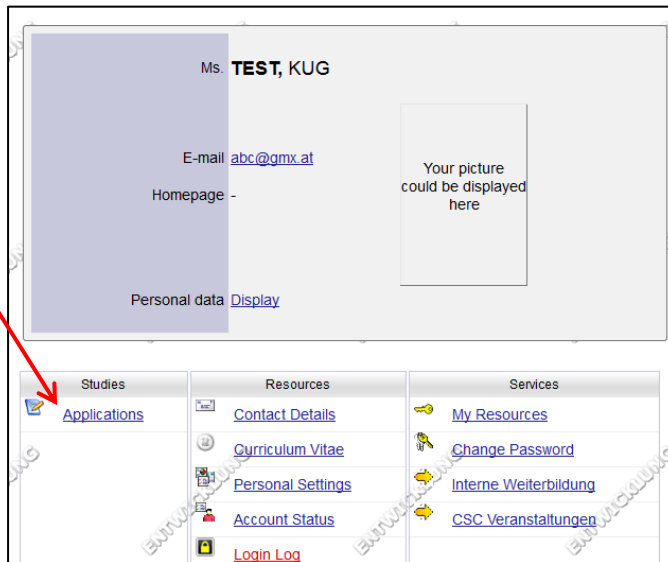 Ms. TEST, KUG
E-mail abc@gmx.at
Your picture
could be displayed
here
Homepage -
Personal data Display
Studies Resources Services
Applications Contact Details My Resources
Curriculum Vitae Change Password
Personal Settings Interne Weiterbildung
Account Status CSC Veranstaltungen
Login Log
ENTWICKLUNG